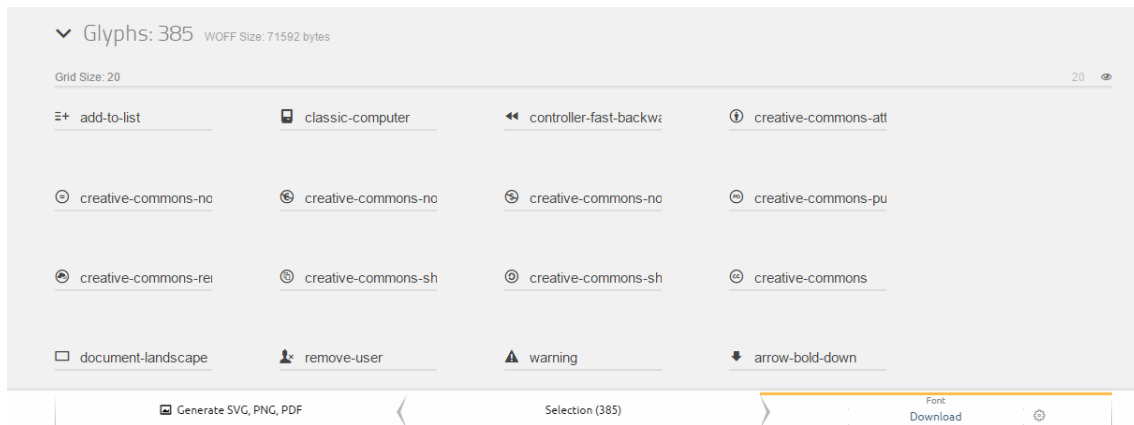 Glyphs: 385 WOFF Size: 71592 bytes
Grid Size: 20 20
add-to-list classic-computer controller-fast-backwa creative-commons-att
creative-commons-no creative-commons-no creative-commons-no creative-commons-pu
creative-commons-rei creative-commons-sh creative-commons-sh creative-commons
document-landscape remove-user warning arrow-bold-down
Generate SVG, PNG, PDF Selection (385) Font
Download